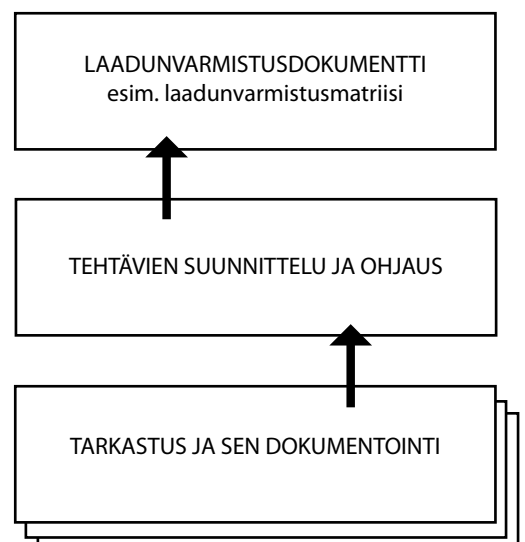 LAADUNVARMISTUSDOKUMENTTI
esim. laadunvarmistusmatriisi
TEHTÄVIEN SUUNNITTELU JA OHJAUS
TARKASTUS JA SEN DOKUMENTOINTI